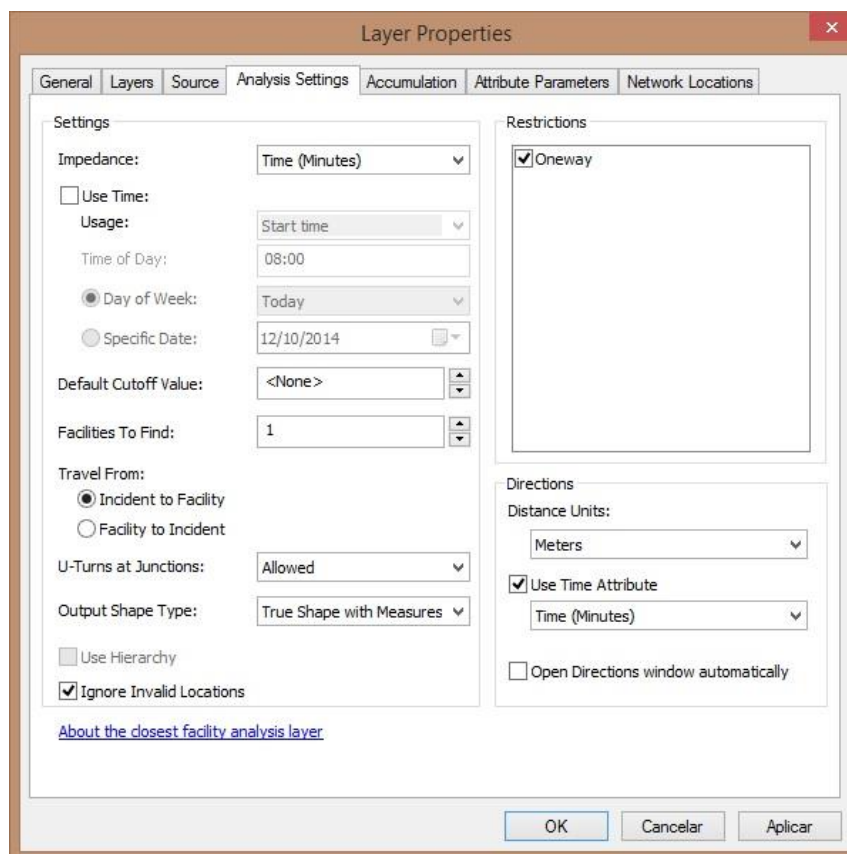 Layer Properties
General
Layers
Source
Analysis Settings
Accumulation
Attribute Parameters
Network Locations
Settings
Impedance:
Time (Minutes)
Use Time:
Usage:
Start time
Time of Day:
08:00
Day of Week:
Today
Specific Date:
12/10/2014
Default Cutoff Value:
<None>
Facilities To Find:
1
Travel From:
Incident to Facility
Facility to Incident
U-Turns at Junctions:
Allowed
Output Shape Type:
True Shape with Measures
Use Hierarchy
Ignore Invalid Locations
About the closest facility analysis layer
Restrictions
Oneway
Directions
Distance Units:
Meters
Use Time Attribute
Time (Minutes)
Open Directions window automatically
OK
Cancelar
Aplicar